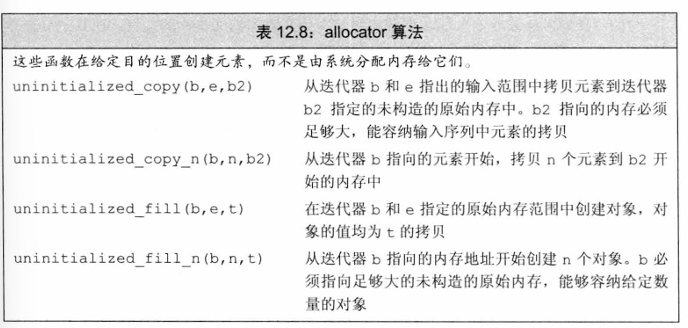 表 12.8：allocator 算法
这些函数在给定目的位置创建元素，而不是由系统分配内存给它们。
uninitialized_copy(b,e,b2) 从迭代器 b 和 e 指出的输入范围中拷贝元素到迭代器
b2 指定的未构造的原始内存中。b2 指向的内存必须
足够大，能容纳输入序列中元素的拷贝
uninitialized_copy_n(b,n,b2) 从迭代器 b 指向的元素开始，拷贝 n 个元素到 b2 开
始的内存中
uninitialized_fill(b,e,t) 在迭代器 b 和 e 指定的原始内存范围中创建对象，对
象的值均为 t 的拷贝
uninitialized_fill_n(b,n,t) 从迭代器 b 指向的内存地址开始创建 n 个对象。b 必
须指向足够大的未构造的原始内存，能够容纳给定数
量的对象